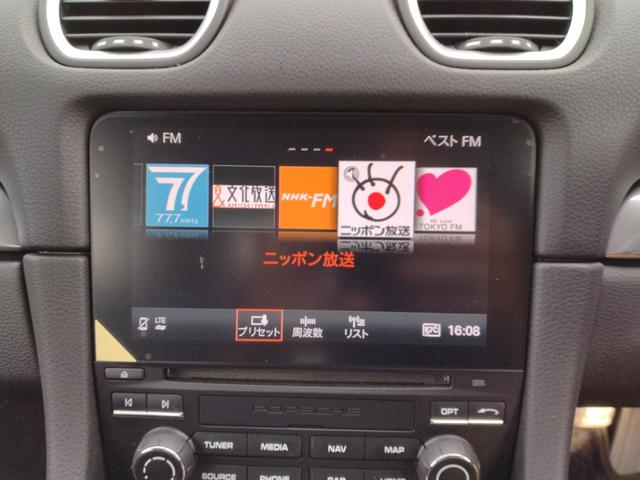 FM
ベスト FM
77.7MHz
文化放送
NHK-FM
ニッポン放送
TOKYO FM
ニッポン放送
LTE
プリセット
周波数
リスト
16:08
PORSCHE
OPT
TUNER
MEDIA
NAV
MAP
SOURCE
PHONE
CAR